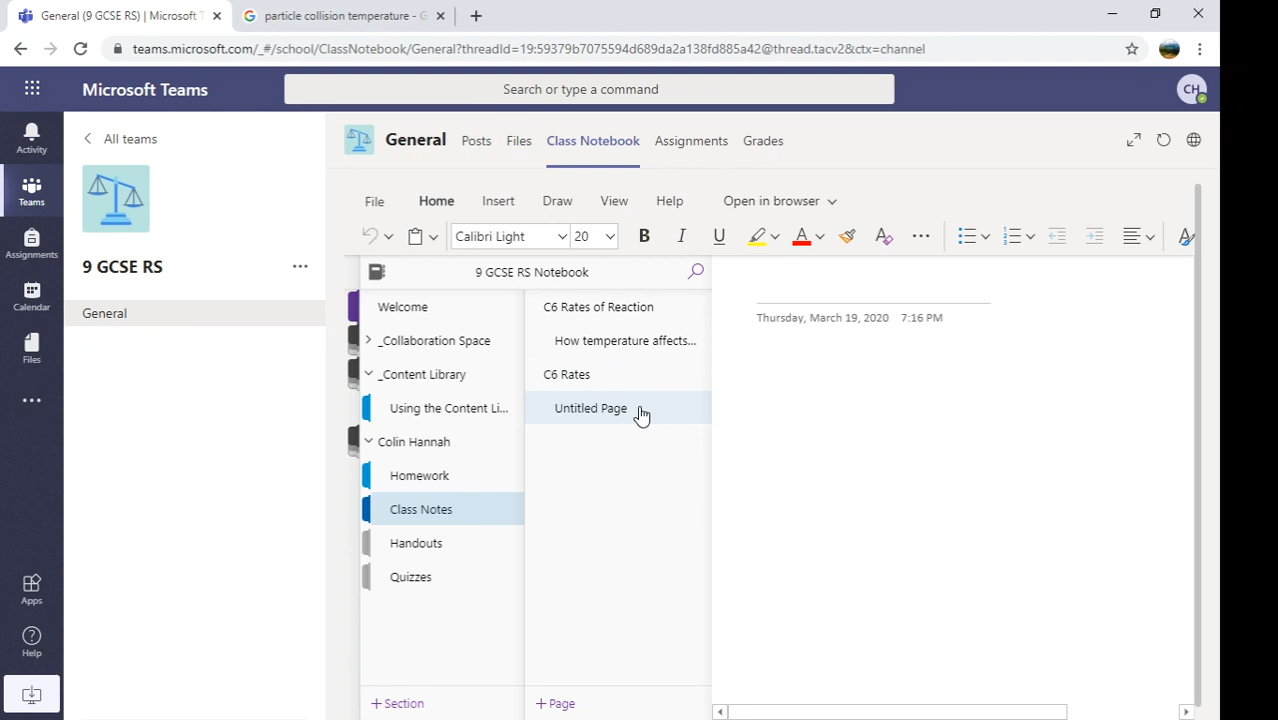 General (9 GCSE RS) | Microsoft T
particle collision temperature - G
teams.microsoft.com/_#/school/ClassNotebook/General?threadId=19:59379b7075594d689da2a138fd885a42@thread.tacv2&ctx=channel
Microsoft Teams
Search or type a command
CH
Activity
Teams
Assignments
Calendar
Files
Apps
Help
All teams
9 GCSE RS
General
General
Posts
Files
Class Notebook
Assignments
Grades
File
Home
Insert
Draw
View
Help
Open in browser
Calibri Light
20
B
I
U
9 GCSE RS Notebook
Welcome
_Collaboration Space
_Content Library
Using the Content Li...
Colin Hannah
Homework
Class Notes
Handouts
Quizzes
+ Section
C6 Rates of Reaction
How temperature affects...
C6 Rates
Untitled Page
+ Page
Thursday, March 19, 2020 7:16 PM